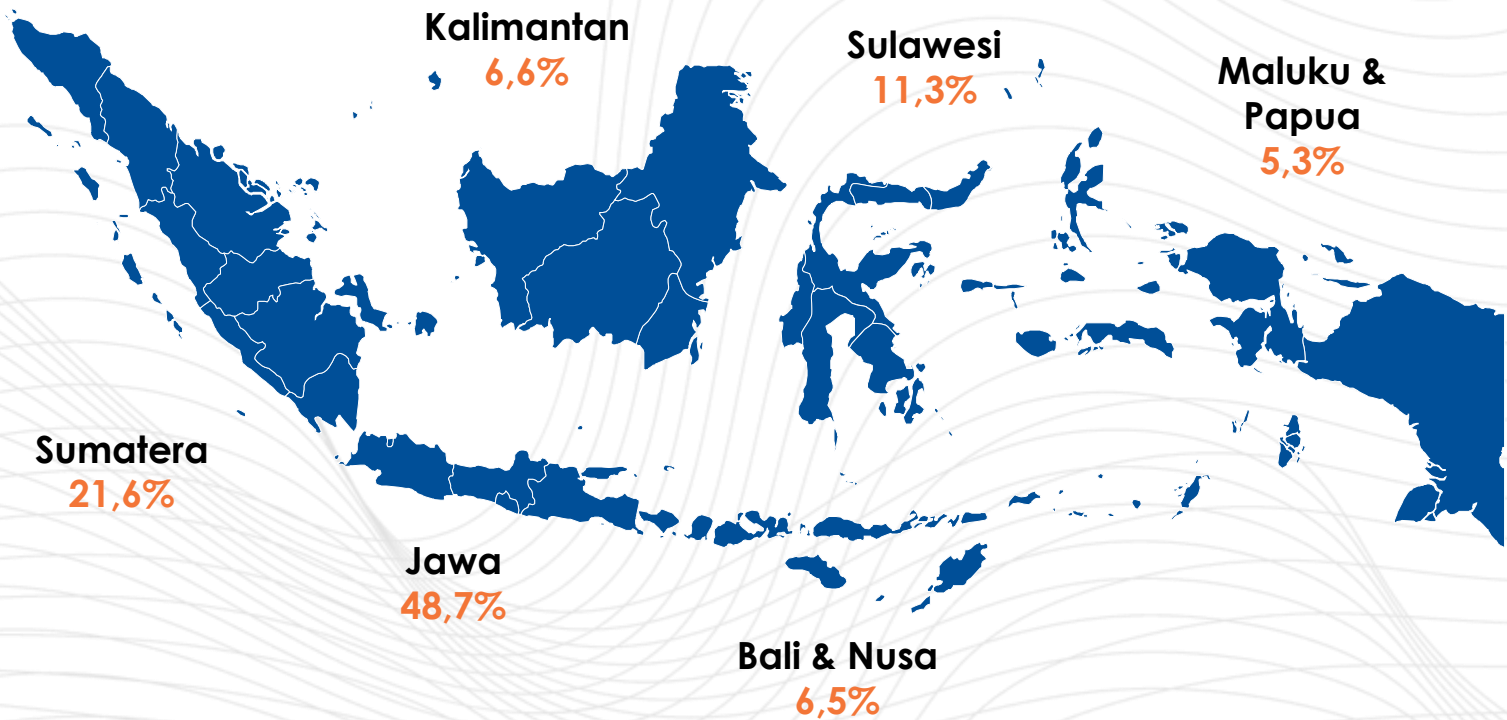 Kalimantan
6,6%
Sulawesi
11,3%
Maluku &
Papua
5,3%
Sumatera
21,6%
Jawa
48,7%
Bali & Nusa
6,5%